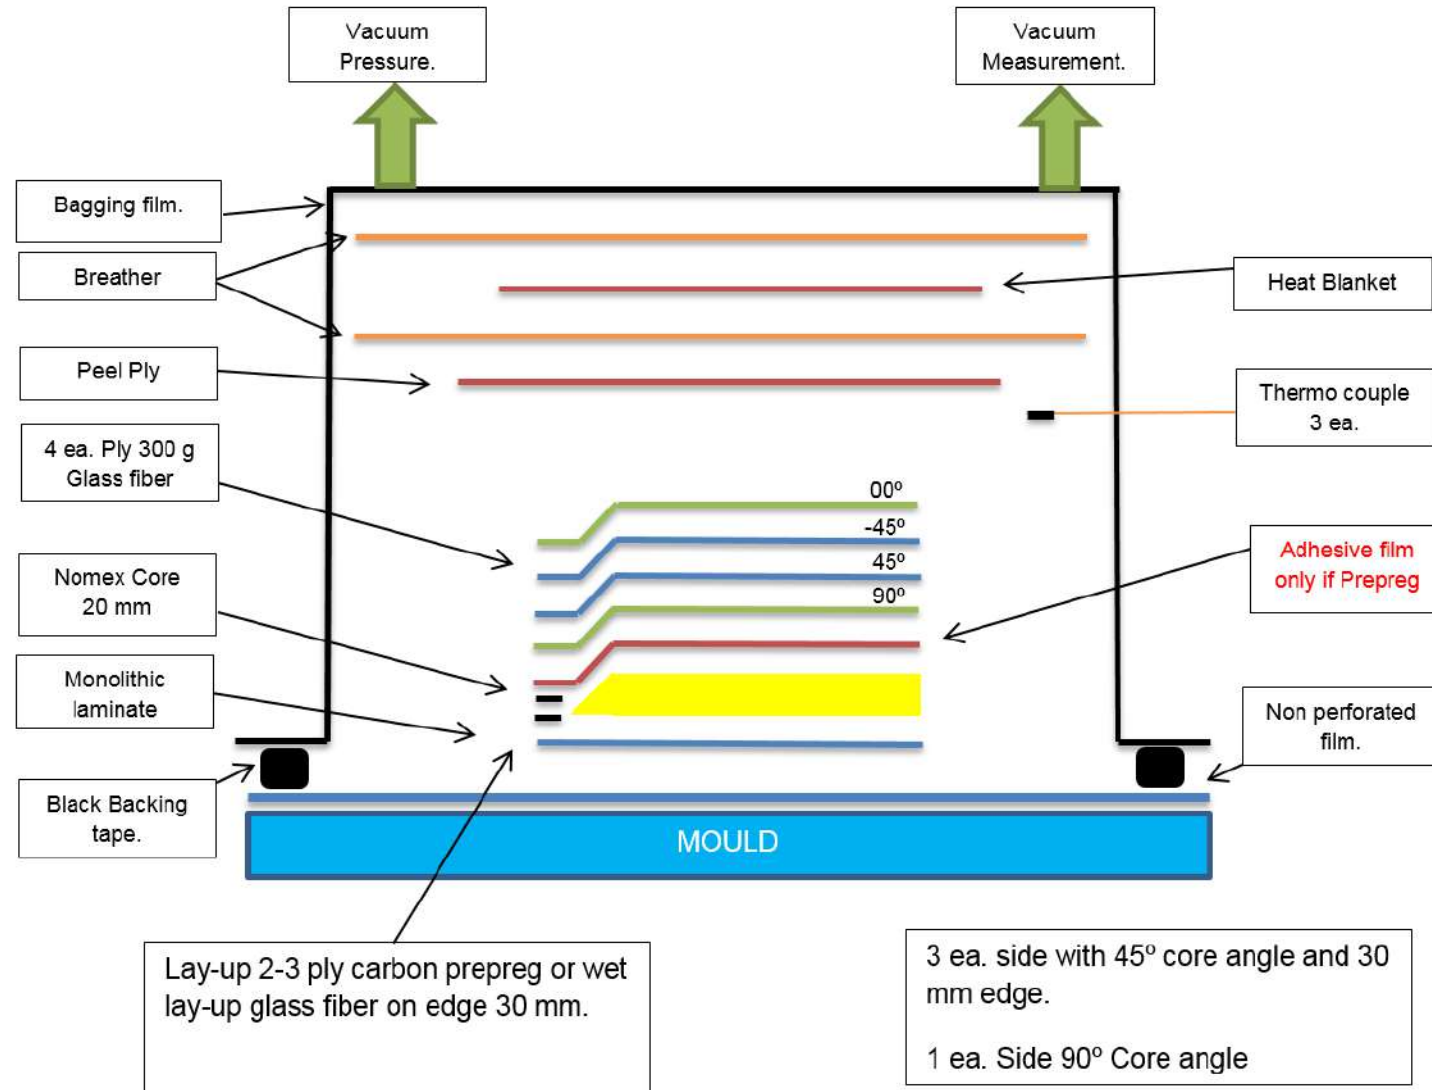 Vacuum
Pressure.
Vacuum
Measurement.
Bagging film.
Breather
Heat Blanket
Peel Ply
Thermo couple
3 ea.
4 ea. Ply 300 g
Glass fiber
00º
-45º
45º
90º
Adhesive film
only if Prepreg
Nomex Core
20 mm
Monolithic
laminate
Non perforated
film.
Black Backing
tape.
MOULD
Lay-up 2-3 ply carbon prepreg or wet
lay-up glass fiber on edge 30 mm.
3 ea. side with 45º core angle and 30
mm edge.
1 ea. Side 90º Core angle